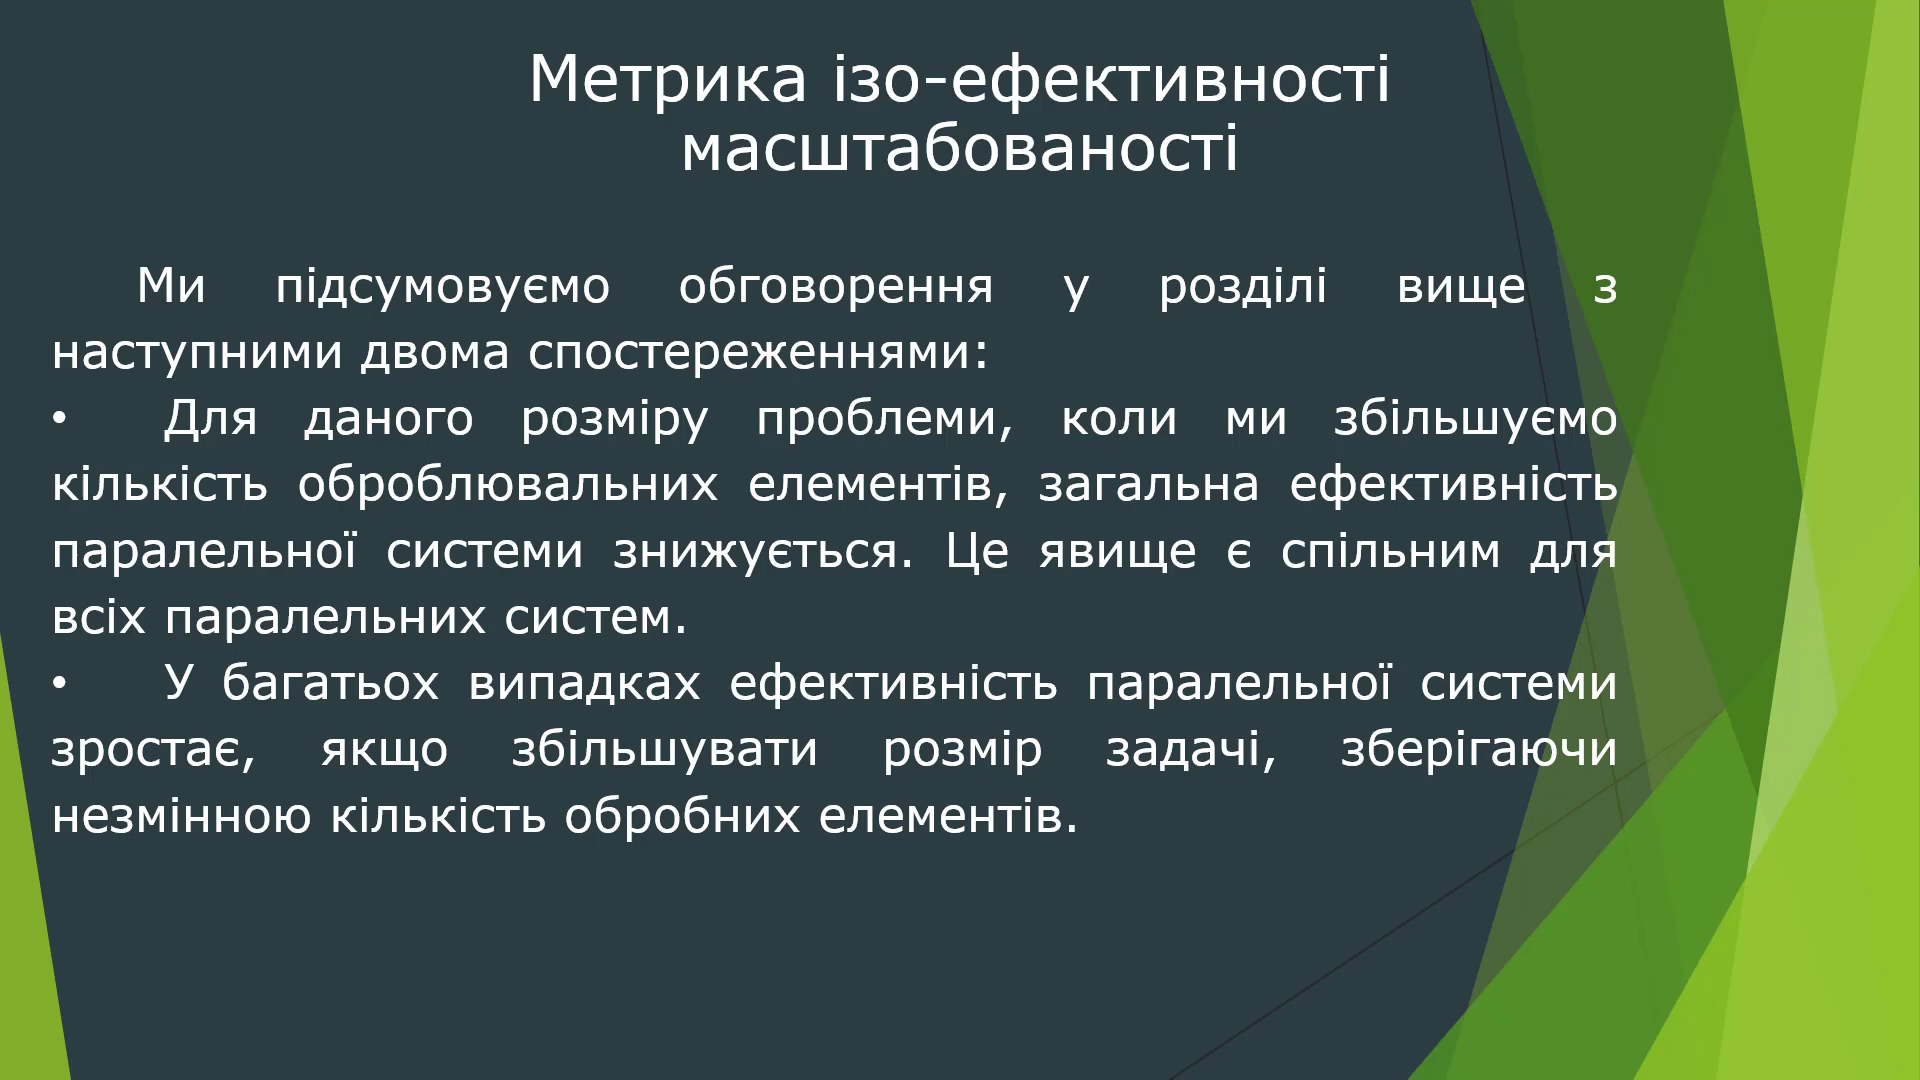 Метрика ізо-ефективності
масштабованості
Ми підсумовуємо обговорення у розділі вище з
наступними двома спостереженнями:
• Для даного розміру проблеми, коли ми збільшуємо
кількість оброблювальних елементів, загальна ефективність
паралельної системи знижується. Це явище є спільним для
всіх паралельних систем.
• У багатьох випадках ефективність паралельної системи
зростає, якщо збільшувати розмір задачі, зберігаючи
незмінною кількість обробних елементів.